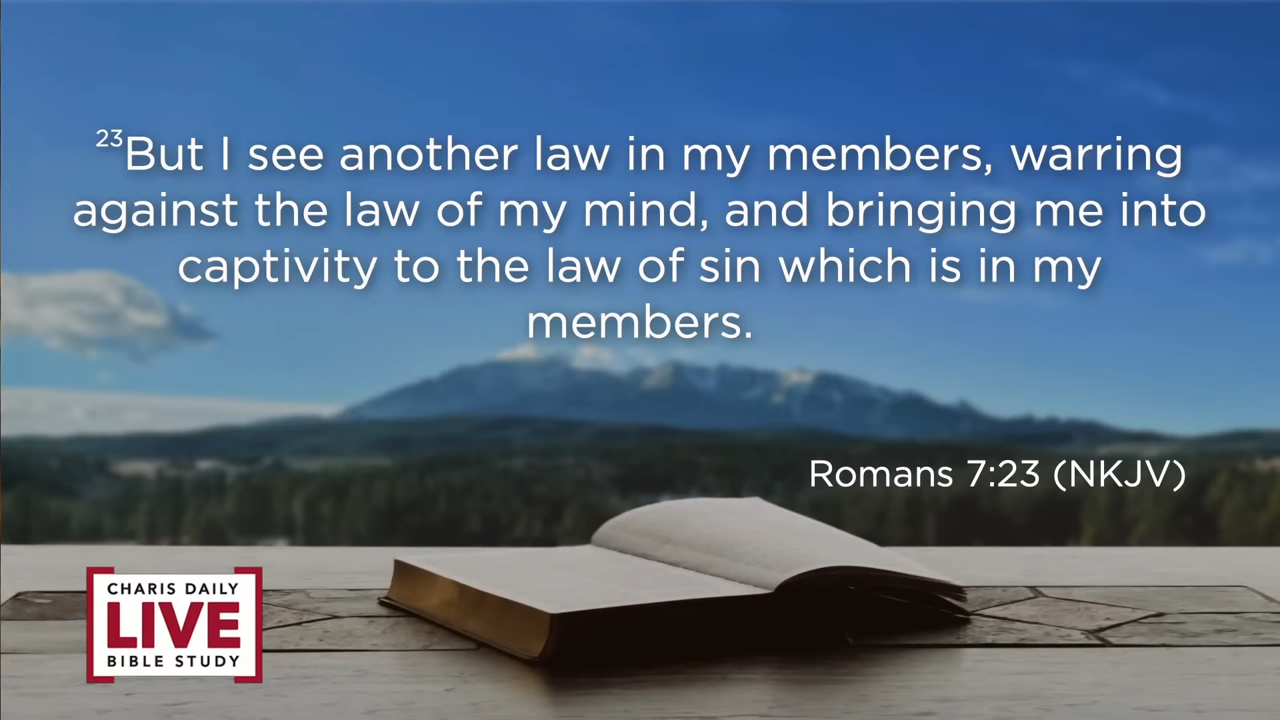 23But I see another law in my members, warring
against the law of my mind, and bringing me into
captivity to the law of sin which is in my
members.
Romans 7:23 (NKJV)
CHARIS DAILY
LIVE
BIBLE STUDY